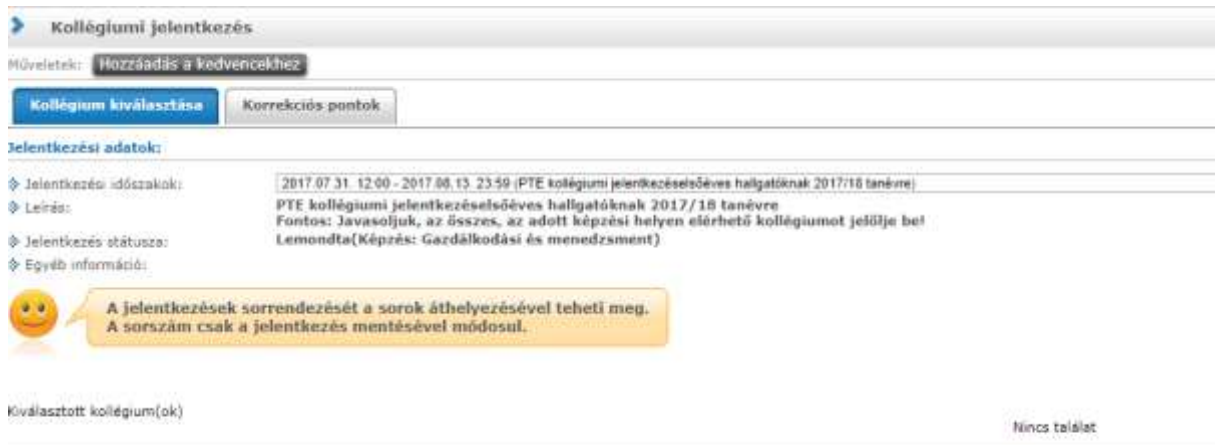 Kollégiumi jelentkezés
Műveletek: Hozzáadás a kedvencekhez
Kollégium kiválasztása Korrekciós pontok
Jelentkezési adatok:
Jelentkezési időszakok: 2017.07.31. 12:00 - 2017.08.13. 23:59 (PTE kollégiumi jelentkezéselsőéves hallgatóknak 2017/18 tanévre)
Leírás: PTE kollégiumi jelentkezéselsőéves hallgatóknak 2017/18 tanévre
Fontos: Javasoljuk, az összes, az adott képzési helyen elérhető kollégiumot jelölje be!
Jelentkezés státusza: Lemondta(Képzés: Gazdálkodási és menedzsment)
Egyéb információ:
A jelentkezések sorrendezését a sorok áthelyezésével teheti meg.
A sorszám csak a jelentkezés mentésével módosul.
Kiválasztott kollégium(ok)
Nincs találat